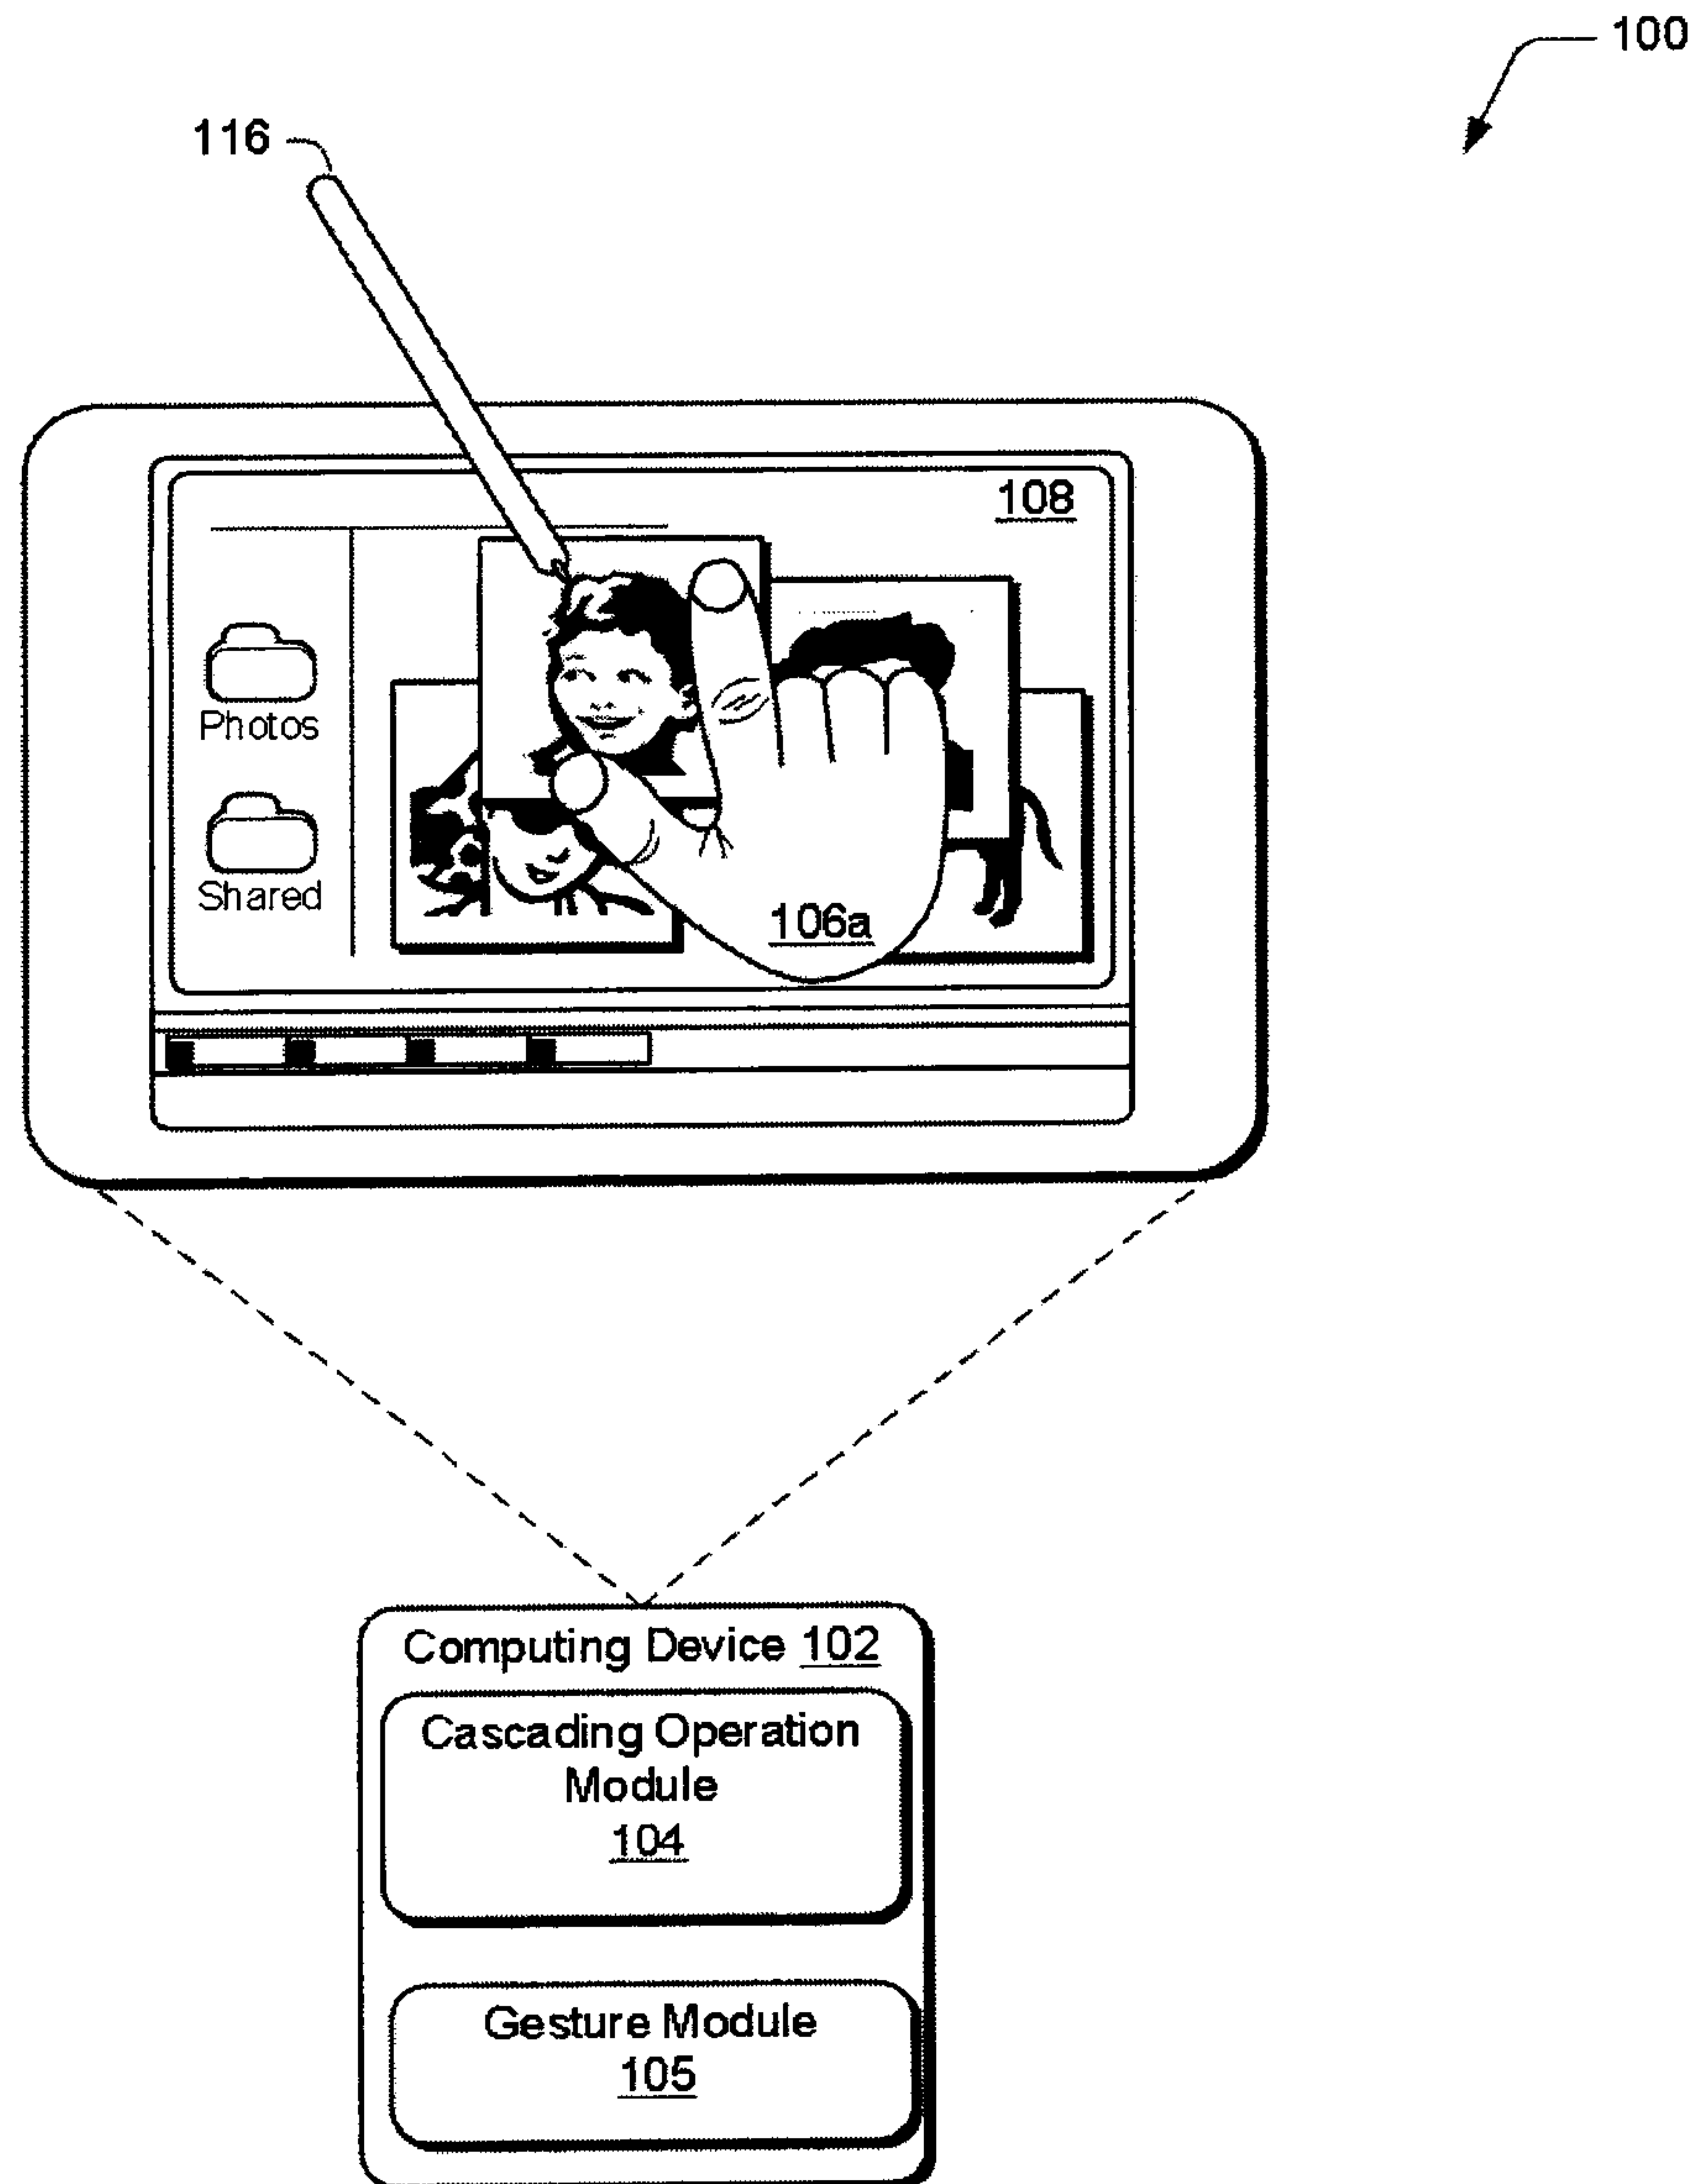 100
116
108
Photos
Shared
106a
Computing Device 102
Cascading Operation
Module
104
Gesture Module
105